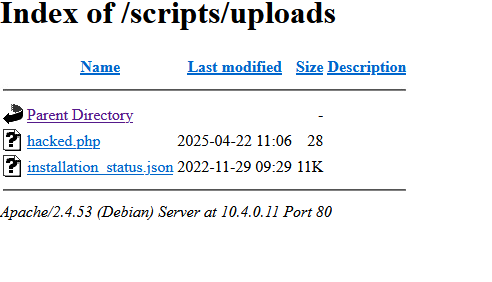 Index of /scripts/uploads
Name Last modified Size Description
Parent Directory -
hacked.php 2025-04-22 11:06 28
installation_status.json 2022-11-29 09:29 11K
Apache/2.4.53 (Debian) Server at 10.4.0.11 Port 80